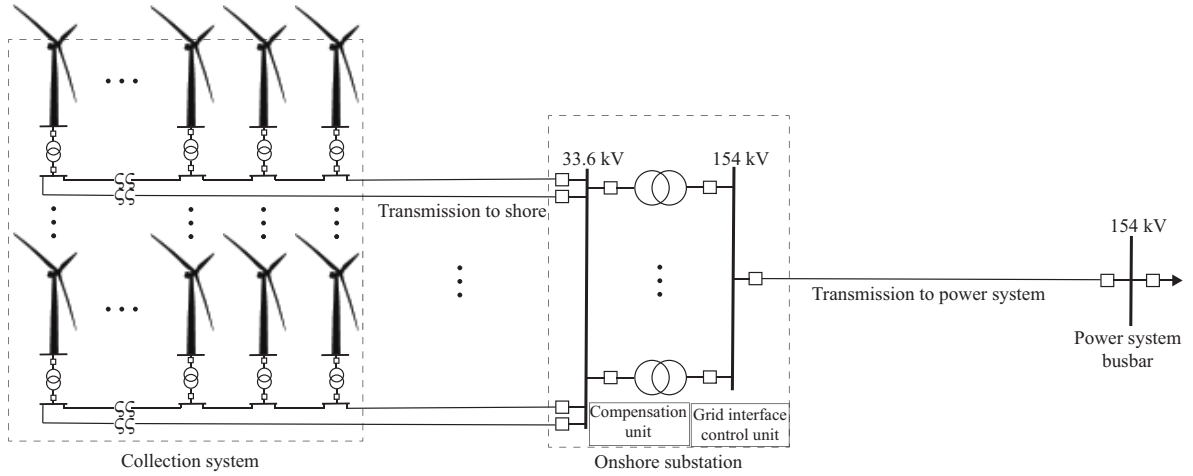 33.6 kV
154 kV
Transmission to shore
154 kV
Transmission to power system
Power system
busbar
Compensation
unit
Grid interface
control unit
Collection system
Onshore substation